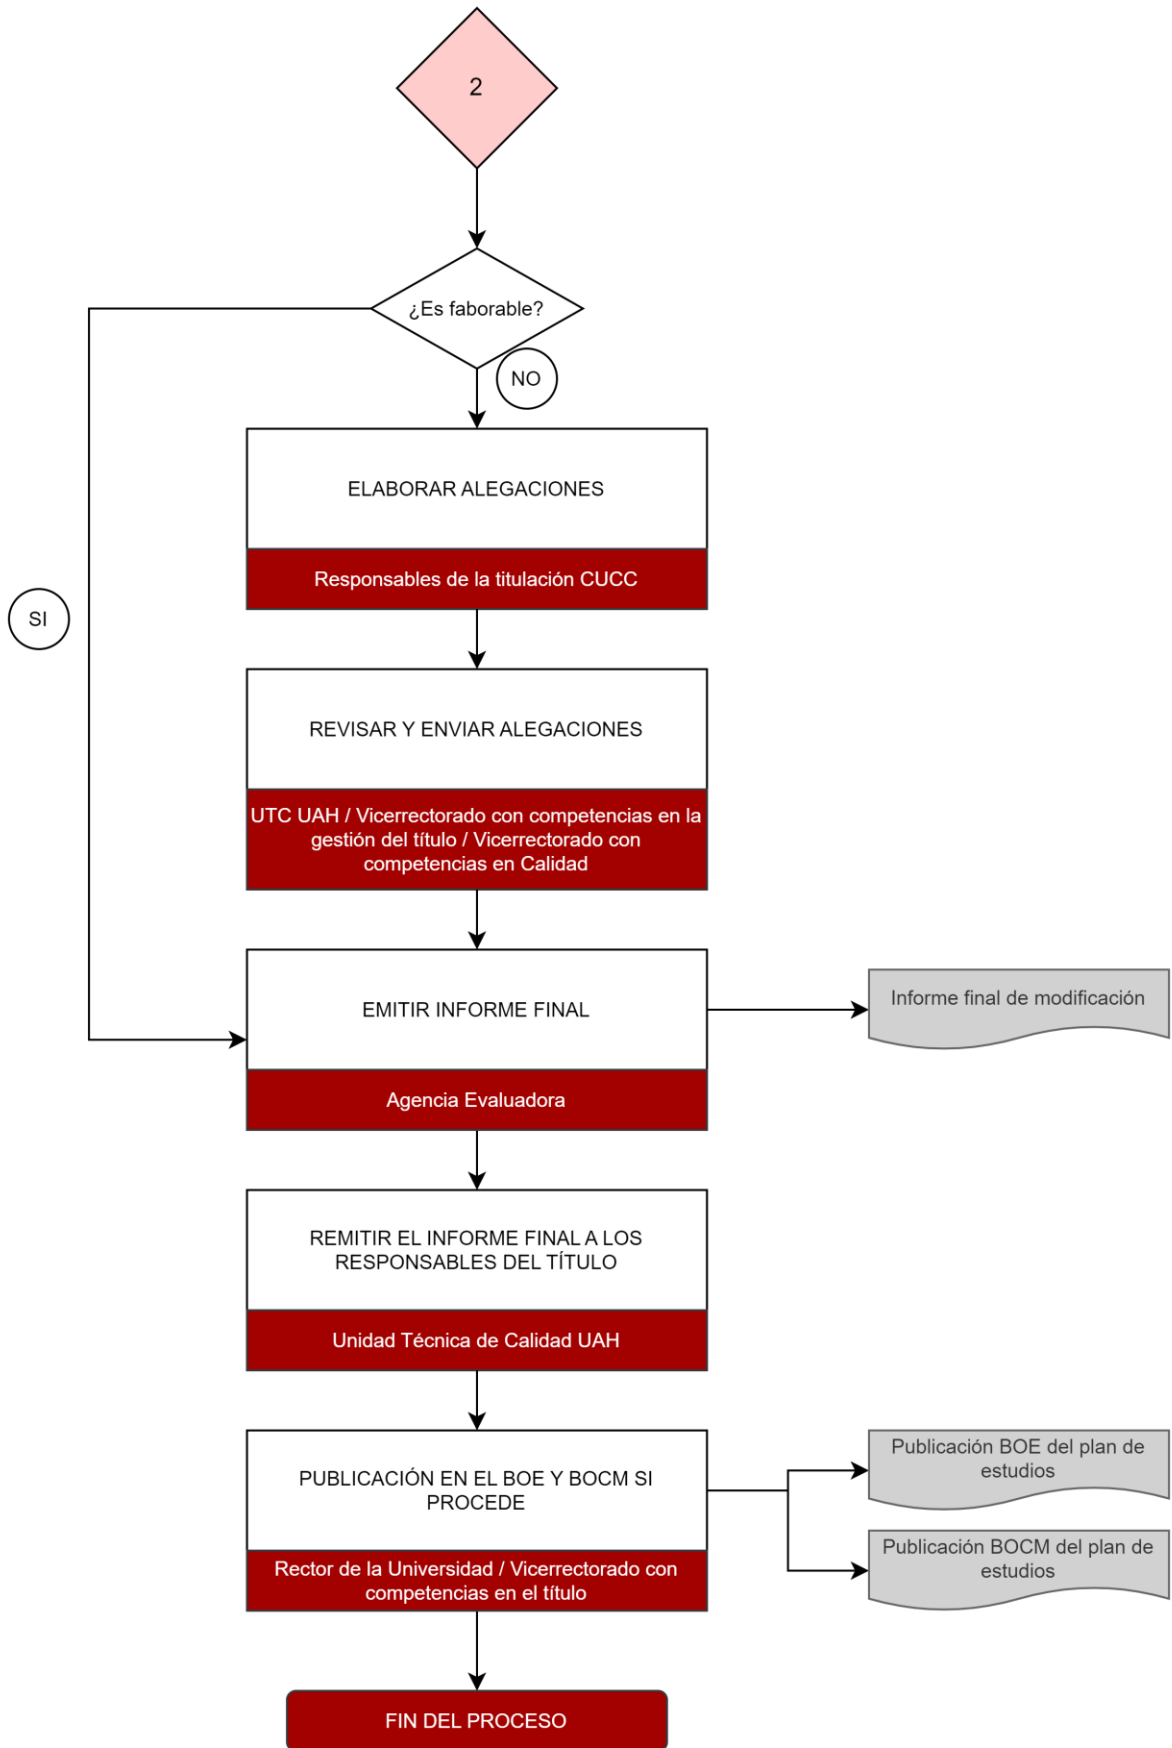 2
¿Es faborable?
NO
ELABORAR ALEGACIONES
Responsables de la titulación CUCC
SI
REVISAR Y ENVIAR ALEGACIONES
UTC UAH / Vicerrectorado con competencias en la
gestión del título / Vicerrectorado con
competencias en Calidad
EMITIR INFORME FINAL
Informe final de modificación
Agencia Evaluadora
REMITIR EL INFORME FINAL A LOS
RESPONSABLES DEL TÍTULO
Unidad Técnica de Calidad UAH
PUBLICACIÓN EN EL BOE Y BOCM SI
PROCEDE
Publicación BOE del plan de
estudios
Publicación BOCM del plan de
estudios
Rector de la Universidad / Vicerrectorado con
competencias en el título
FIN DEL PROCESO